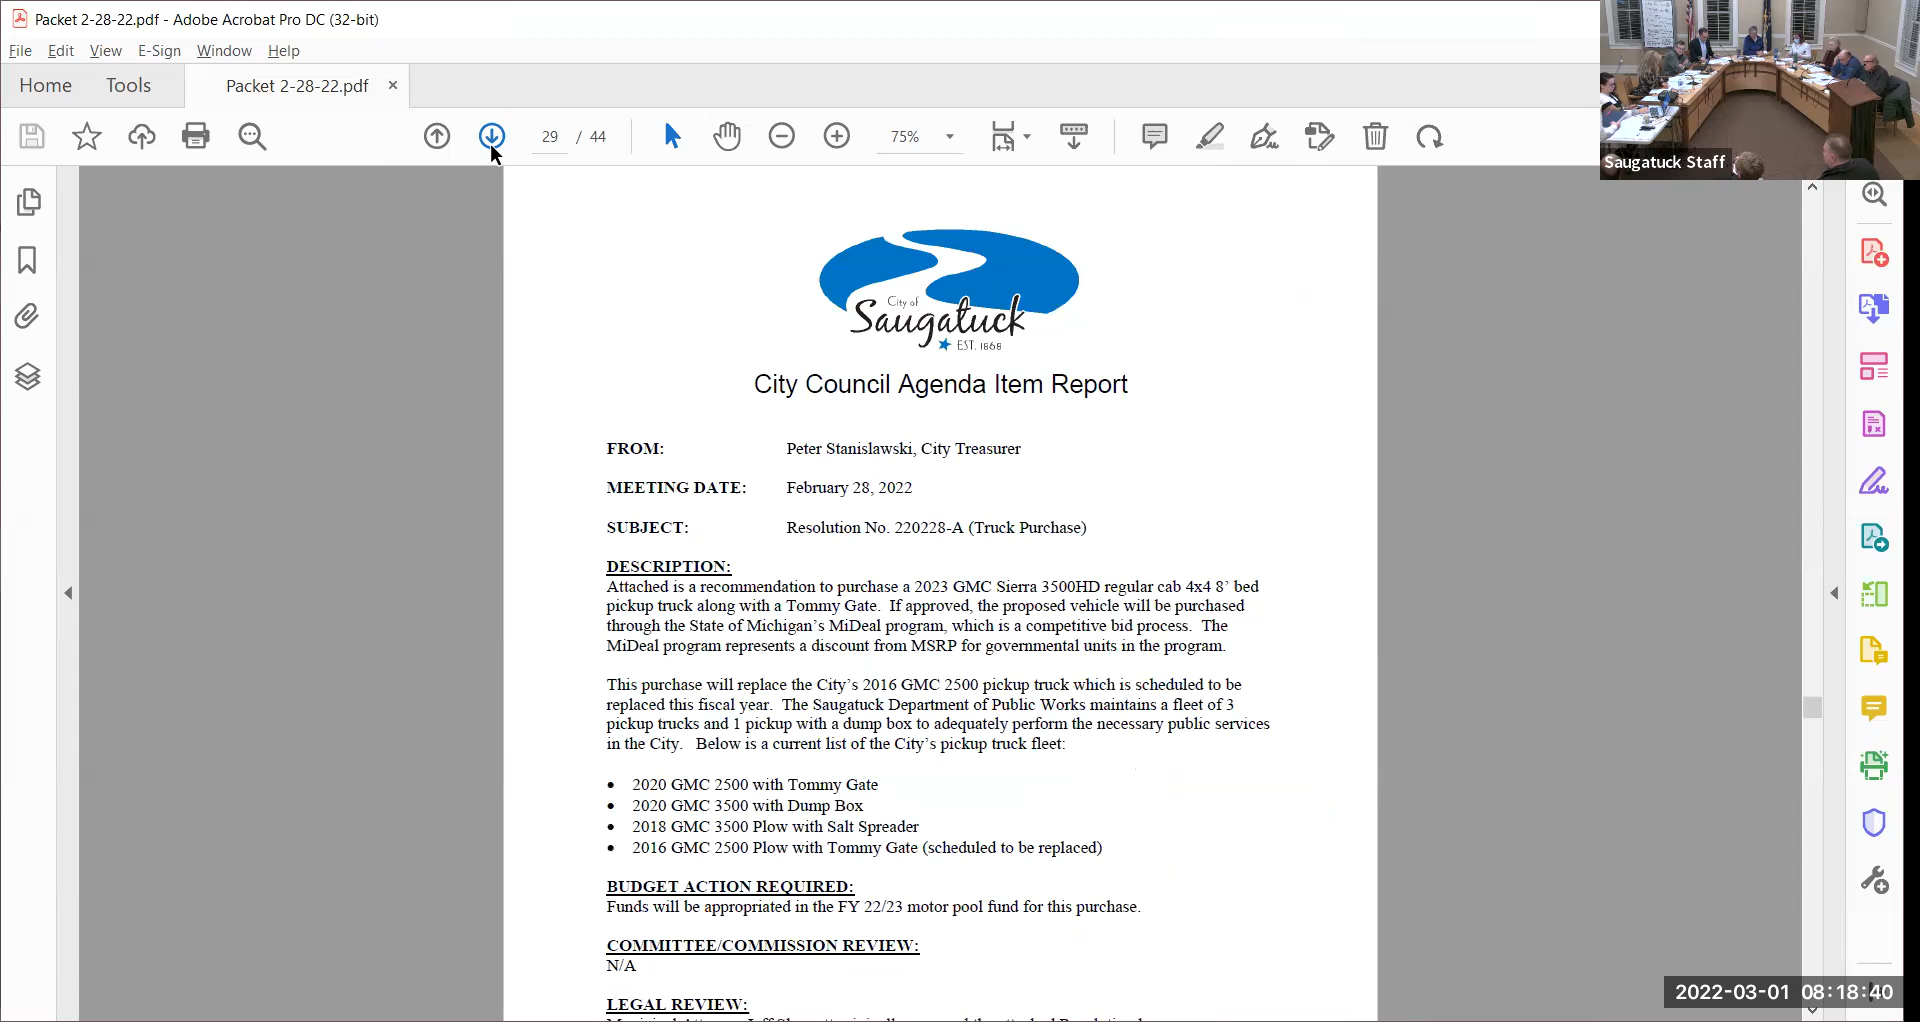 Packet 2-28-22.pdf - Adobe Acrobat Pro DC (32-bit)
File Edit View E-Sign Window Help
Home Tools Packet 2-28-22.pdf ×
29 / 44 75%
Saugatuck Staff
City of
Saugatuck
EST. 1868
City Council Agenda Item Report
FROM: Peter Stanislawski, City Treasurer
MEETING DATE: February 28, 2022
SUBJECT: Resolution No. 220228-A (Truck Purchase)
DESCRIPTION:
Attached is a recommendation to purchase a 2023 GMC Sierra 3500HD regular cab 4x4 8’ bed
pickup truck along with a Tommy Gate. If approved, the proposed vehicle will be purchased
through the State of Michigan’s MiDeal program, which is a competitive bid process. The
MiDeal program represents a discount from MSRP for governmental units in the program.
This purchase will replace the City’s 2016 GMC 2500 pickup truck which is scheduled to be
replaced this fiscal year. The Saugatuck Department of Public Works maintains a fleet of 3
pickup trucks and 1 pickup with a dump box to adequately perform the necessary public services
in the City. Below is a current list of the City’s pickup truck fleet:
• 2020 GMC 2500 with Tommy Gate
• 2020 GMC 3500 with Dump Box
• 2018 GMC 3500 Plow with Salt Spreader
• 2016 GMC 2500 Plow with Tommy Gate (scheduled to be replaced)
BUDGET ACTION REQUIRED:
Funds will be appropriated in the FY 22/23 motor pool fund for this purchase.
COMMITTEE/COMMISSION REVIEW:
N/A
LEGAL REVIEW:
2022-03-01 08:18:40